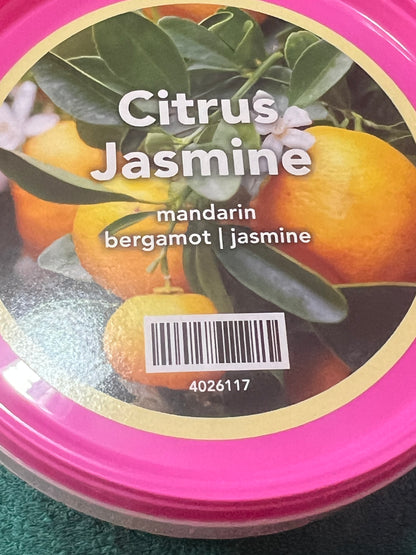 Citrus
Jasmine
mandarin
bergamot | jasmine
4026117